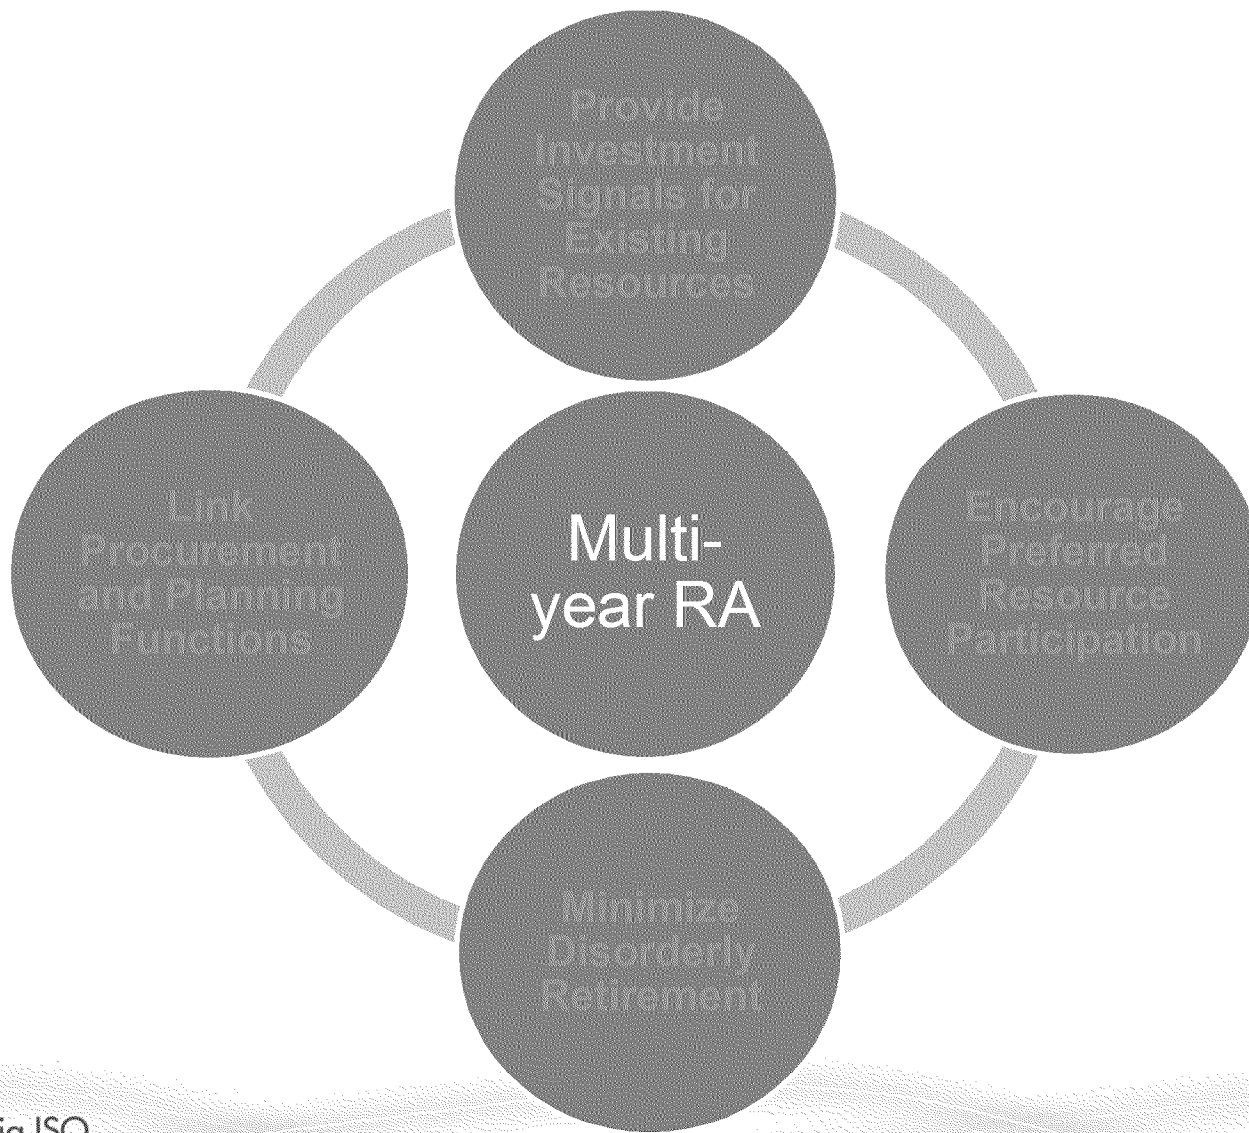 Provide
Investment
Signals for
Existing
Resources
Link
Procurement
and Planning
Functions
Multi-
year RA
Encourage
Preferred
Resource
Participation
Minimize
Disorderly
Retirement
ISO